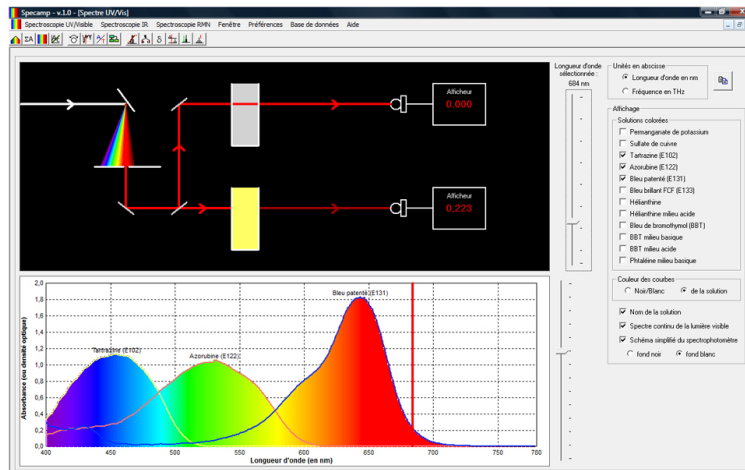 Specamp - v.1.0 - [Spectre UV/Vis]
Spectroscopie UV/Visible Spectroscopie IR Spectroscopie RMN Fenêtre Préférences Base de données Aide
ΣA
δ
Afficheur
0.000
Afficheur
0,223
Longueur d'onde
sélectionnée :
684 nm
Unités en abscisse
Longueur d'onde en nm
Fréquence en THz
Affichage
Solutions colorées
Permanganate de potassium
Sulfate de cuivre
Tartrazine (E102)
Azorubine (E122)
Bleu patenté (E131)
Bleu brillant FCF (E133)
Hélianthine
Hélianthine milieu acide
Bleu de bromothymol (BBT)
BBT milieu basique
BBT milieu acide
Phtaléine milieu basique
Couleur des courbes
Noir/Blanc de la solution
Nom de la solution
Spectre continu de la lumière visible
Schéma simplifié du spectrophotomètre
fond noir fond blanc
Absorbance (ou densité optique)
2,0
1,8
1,6
1,4
1,2
1,0
0,8
0,6
0,4
0,2
0,0
Tartrazine (E102)
Azorubine (E122)
Bleu patenté (E131)
400 450 500 550 600 650 700 750 780
Longueur d'onde (en nm)